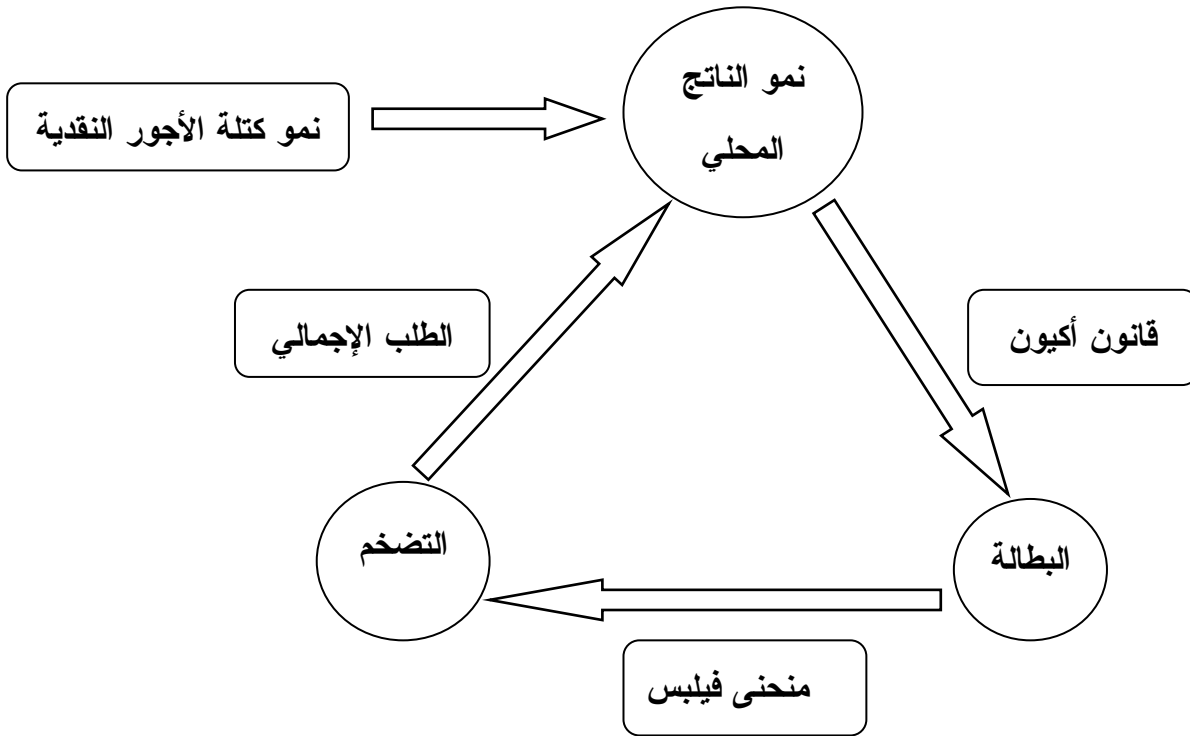 نمو الناتج
المحلي
نمو كتلة الأجور النقدية
قانون أكيون
الطلب الإجمالي
البطالة
التضخم
منحنى فيلبس